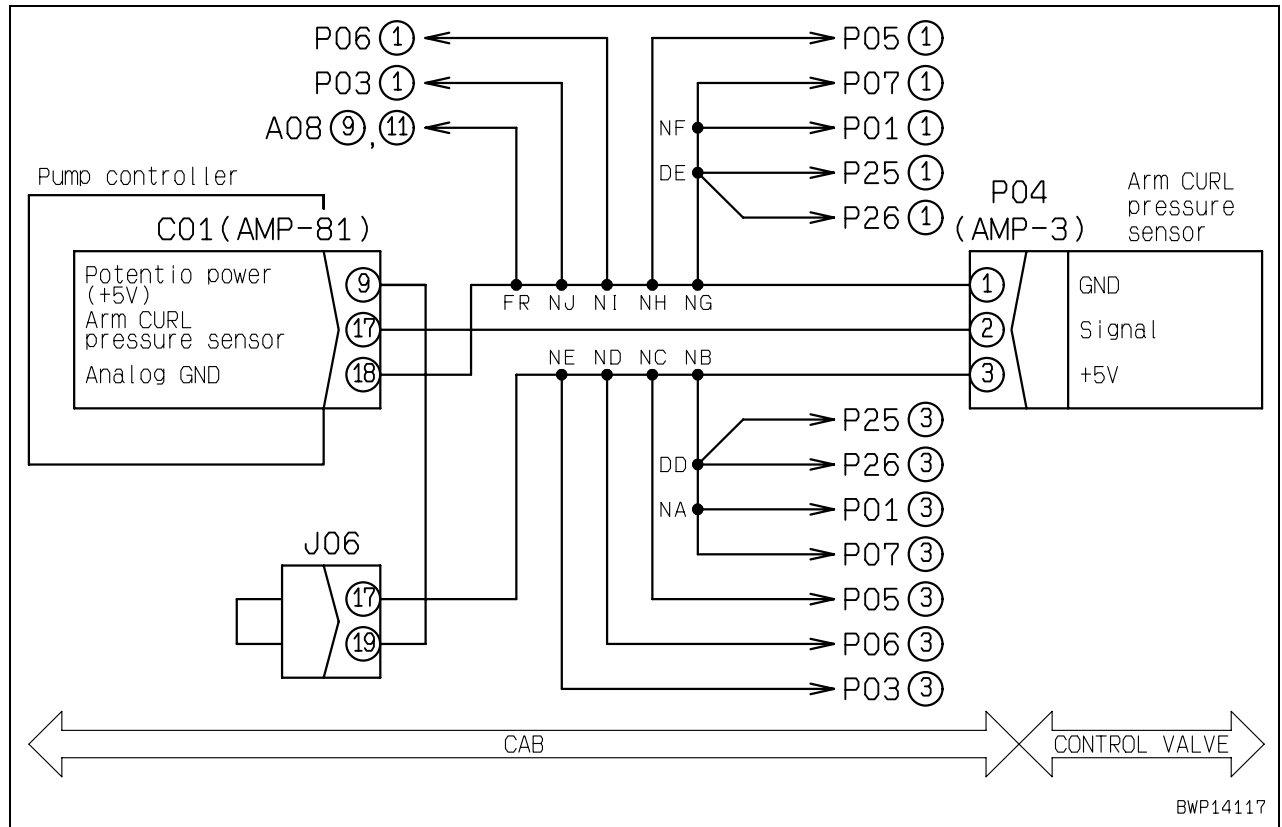 P06 ① P05 ①
P03 ① P07 ①
A08 ⑨, ⑪ NF P01 ①
Pump controller DE P25 ①
P26 ①
C01(AMP-81)
P04
(AMP-3)
Arm CURL
pressure
sensor
Potentio power
(+5V)
⑨
Arm CURL
pressure sensor
⑰
Analog GND ⑱
FR NJ NI NH NG
① GND
② Signal
③ +5V
NE ND NC NB
P25 ③
DD P26 ③
NA P01 ③
P07 ③
J06
⑰ P05 ③
⑲ P06 ③
P03 ③
CAB CONTROL VALVE
BWP14117